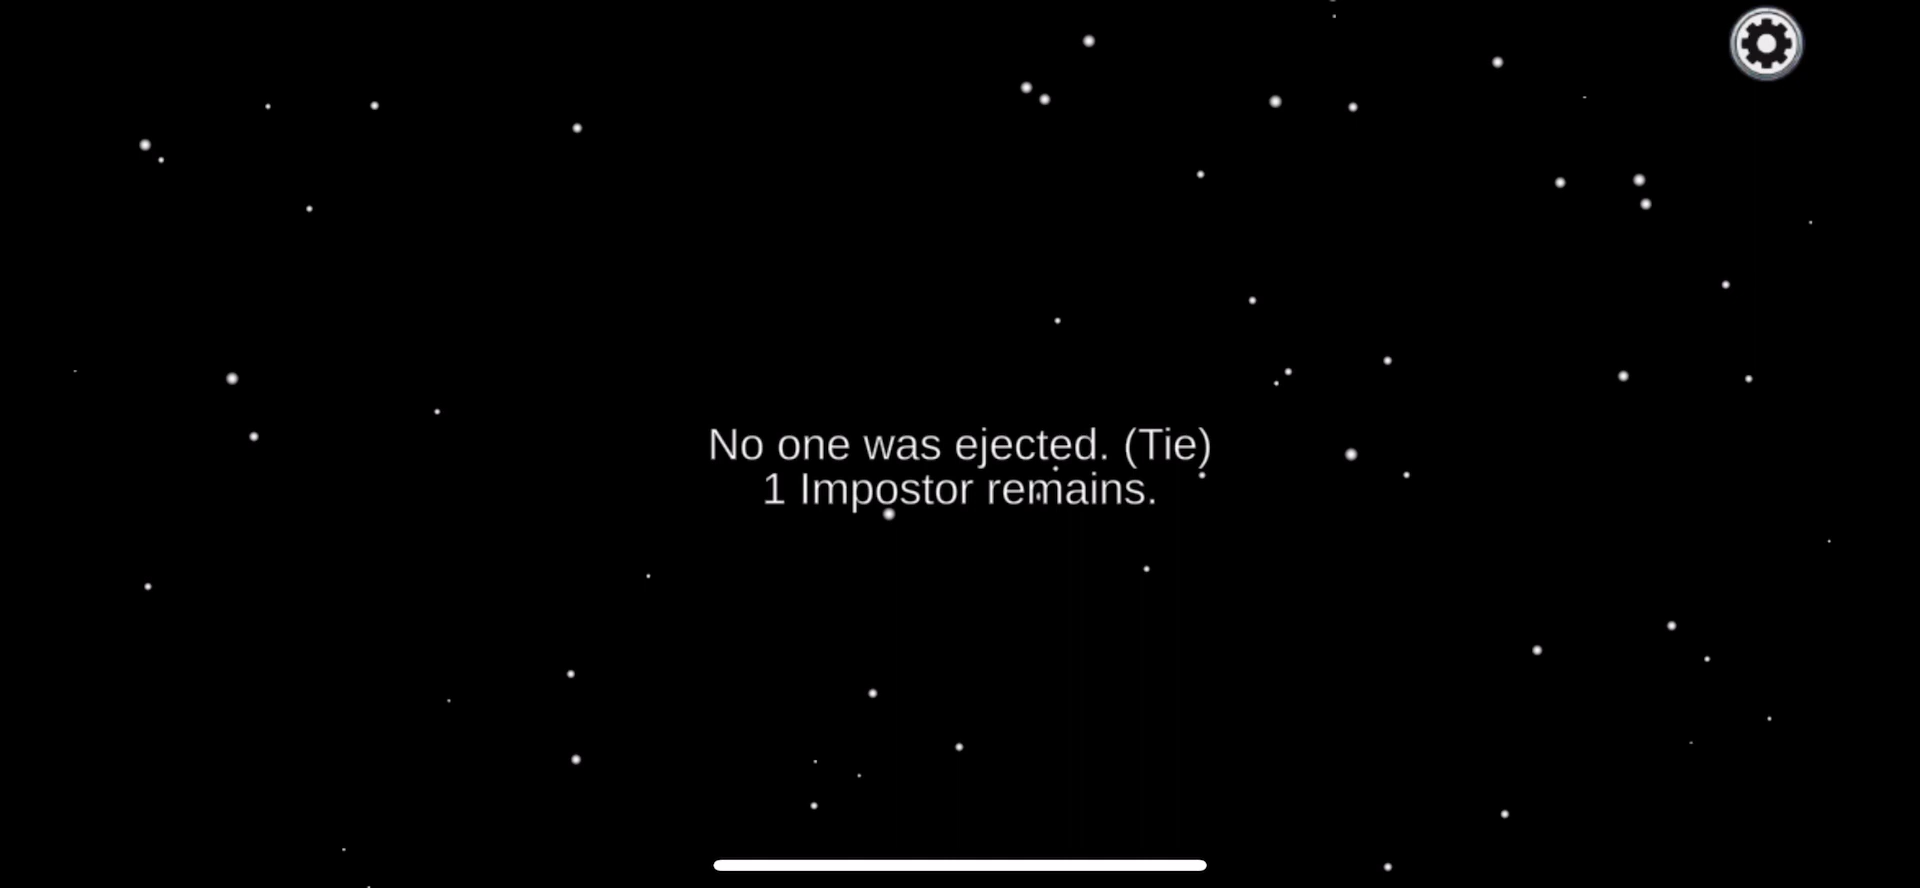 No one was ejected. (Tie)
1 Impostor remains.